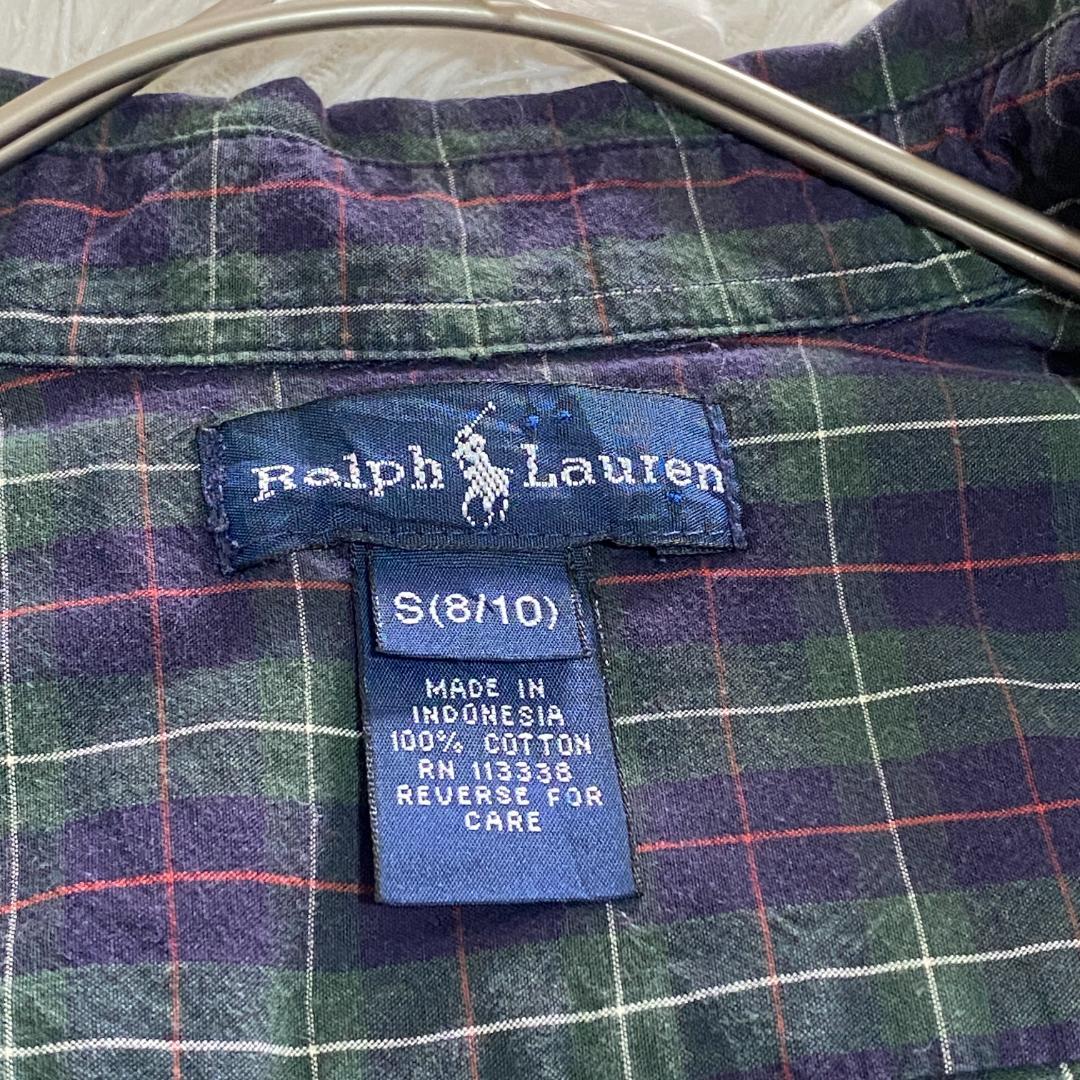 Ralph Lauren
S(8/10)
MADE IN
INDONESIA
100% COTTON
RN 113338
REVERSE FOR
CARE